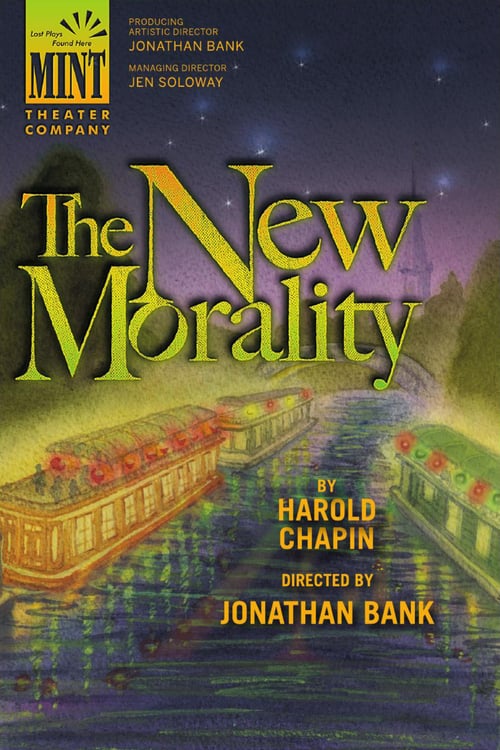 Lost Plays
Found Here
MINT
THEATER
COMPANY
PRODUCING
ARTISTIC DIRECTOR
JONATHAN BANK
MANAGING DIRECTOR
JEN SOLOWAY
The New
Morality
BY
HAROLD
CHAPIN
DIRECTED BY
JONATHAN BANK